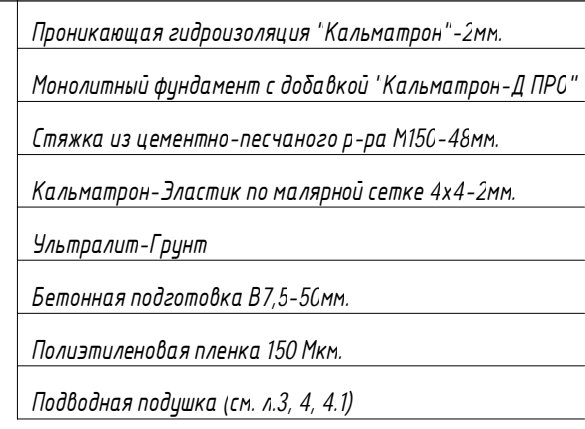 Проникающая гидроизоляция "Кальматрон"-2мм.
Монолитный фундамент с добавкой "Кальматрон-Д ПРО"
Стяжка из цементно-песчаного р-ра М150-48мм.
Кальматрон-Эластик по малярной сетке 4х4-2мм.
Ультралит-Грунт
Бетонная подготовка В7,5-50мм.
Полиэтиленовая пленка 150 Мкм.
Подводная подушка (см. л.3, 4, 4.1)